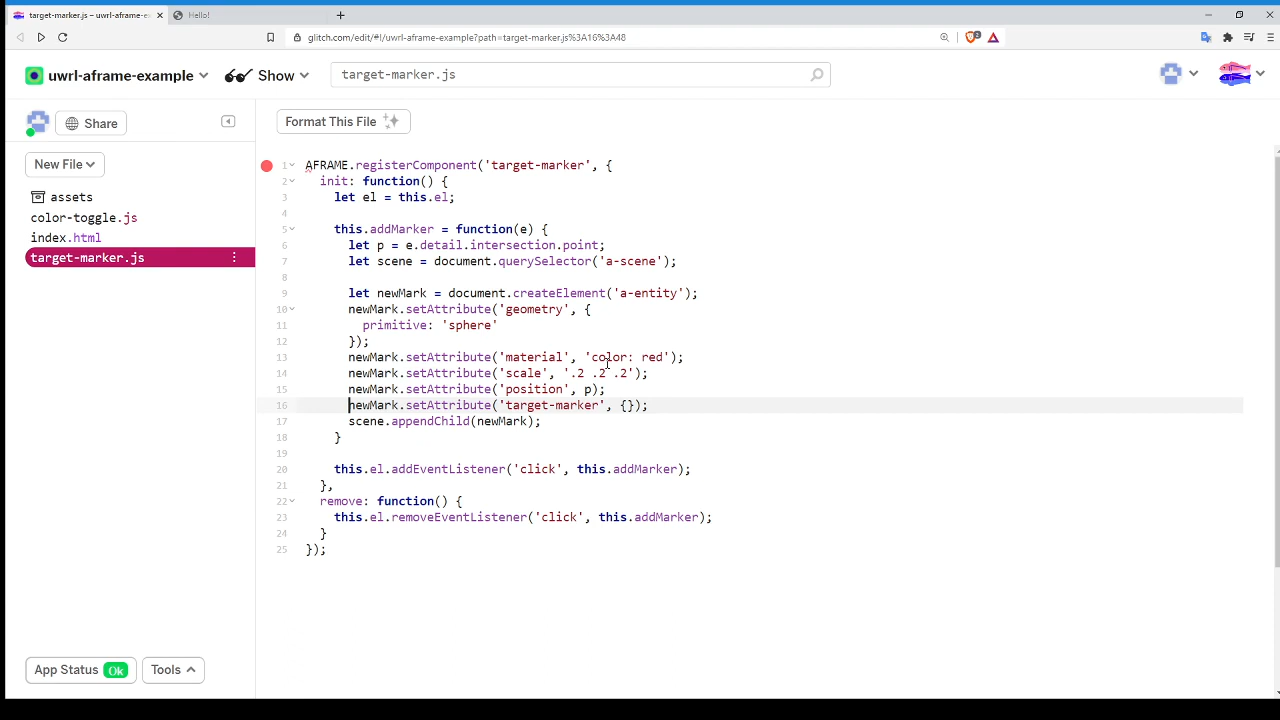 target-marker.js – uwrl-aframe-e
Hello!
glitch.com/edit/#!/uwrl-aframe-example?path=target-marker.js%3A16%3A48
uwrl-aframe-example
Show
target-marker.js
Share
Format This File
New File
assets
color-toggle.js
index.html
target-marker.js
1 AFRAME.registerComponent('target-marker', {
2 init: function() {
3 let el = this.el;
4
5 this.addMarker = function(e) {
6 let p = e.detail.intersection.point;
7 let scene = document.querySelector('a-scene');
8
9 let newMark = document.createElement('a-entity');
10 newMark.setAttribute('geometry', {
11 primitive: 'sphere'
12 });
13 newMark.setAttribute('material', 'color: red');
14 newMark.setAttribute('scale', '.2 .2 .2');
15 newMark.setAttribute('position', p);
16 newMark.setAttribute('target-marker', {});
17 scene.appendChild(newMark);
18 }
19
20 this.el.addEventListener('click', this.addMarker);
21 },
22 remove: function() {
23 this.el.removeEventListener('click', this.addMarker);
24 }
25 });
App Status Ok
Tools